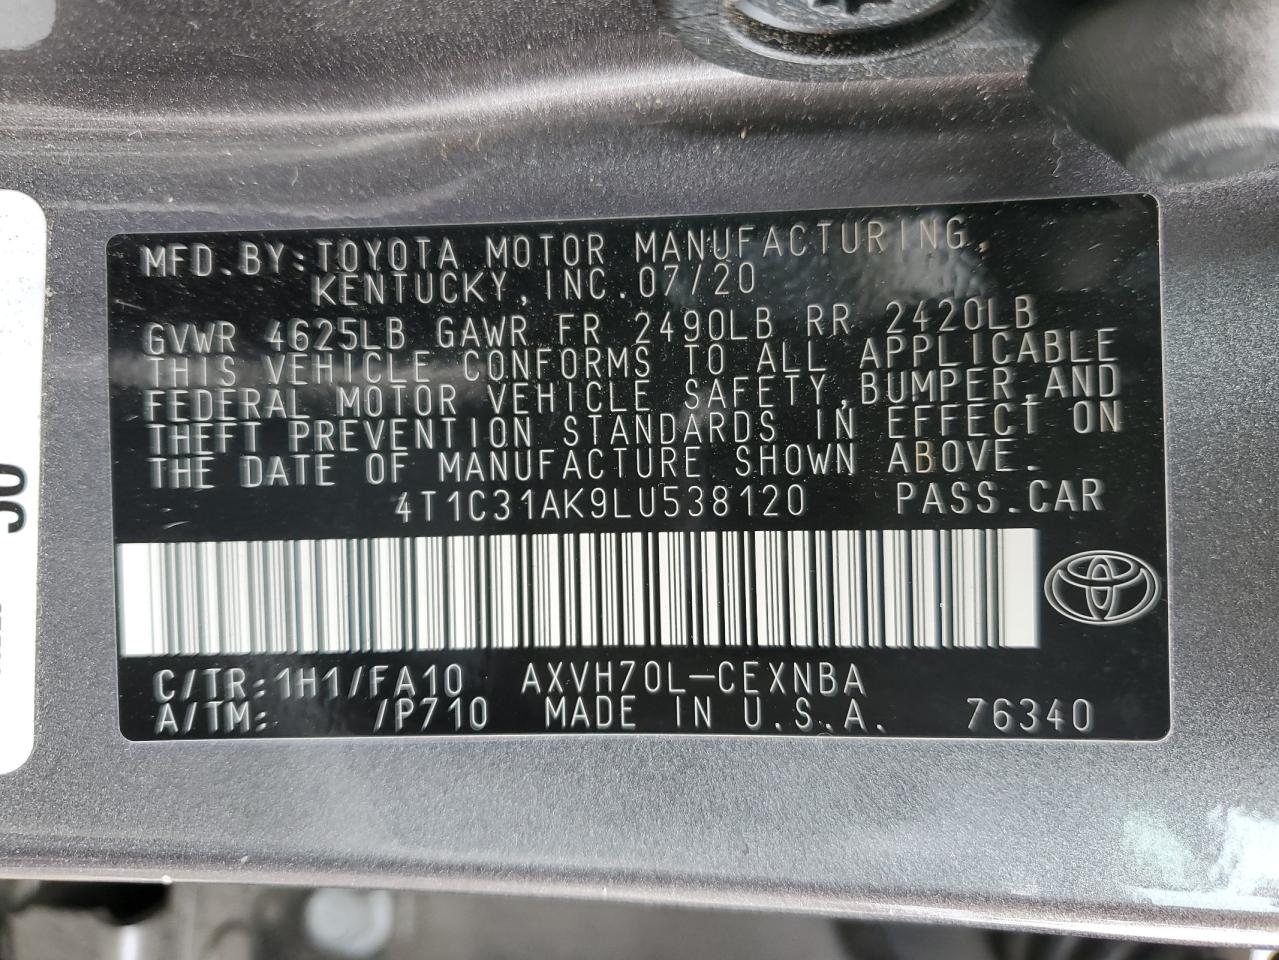 MFD.BY:TOYOTA MOTOR MANUFACTURING,
KENTUCKY,INC.07/20
GVWR 4625LB GAWR FR 2490LB RR 2420LB
THIS VEHICLE CONFORMS TO ALL APPLICABLE
FEDERAL MOTOR VEHICLE SAFETY,BUMPER,AND
THEFT PREVENTION STANDARDS IN EFFECT ON
THE DATE OF MANUFACTURE SHOWN ABOVE.
4T1C31AK9LU538120 PASS.CAR
C/TR:1H1/FA10 AXVH70L-CEXNBA
A/TM: /P710 MADE IN U.S.A. 76340